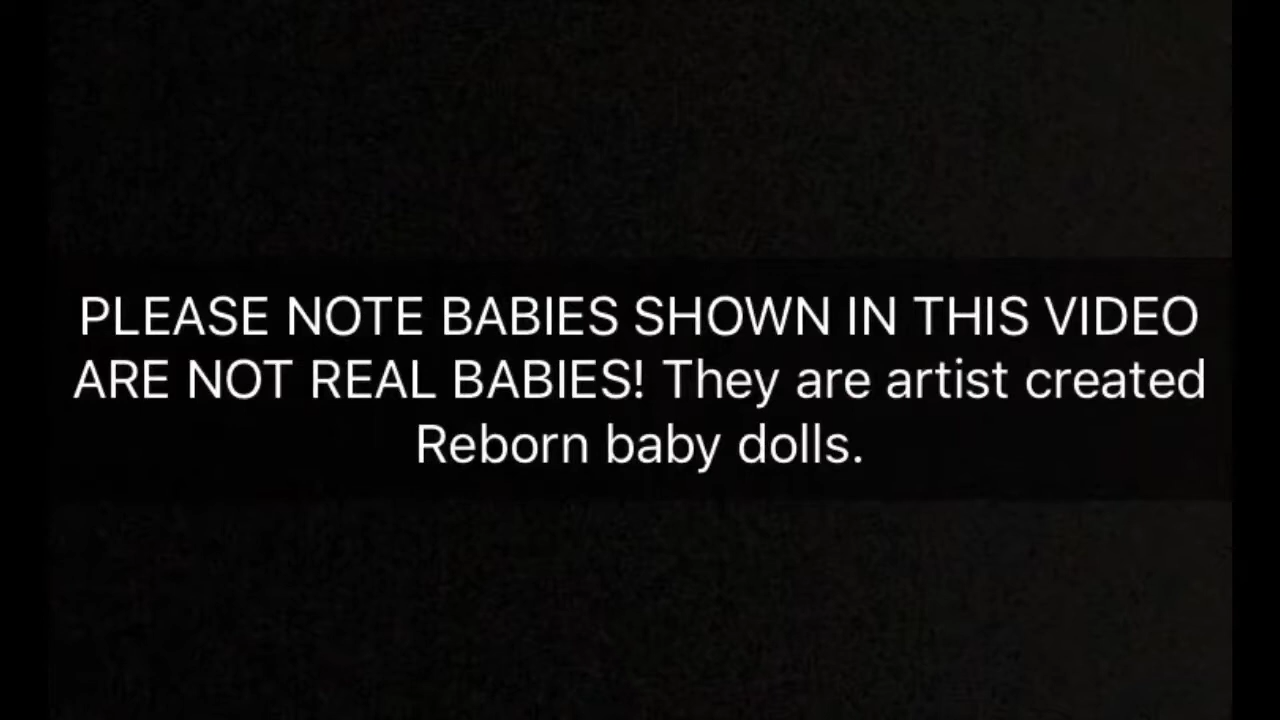 PLEASE NOTE BABIES SHOWN IN THIS VIDEO
ARE NOT REAL BABIES! They are artist created
Reborn baby dolls.